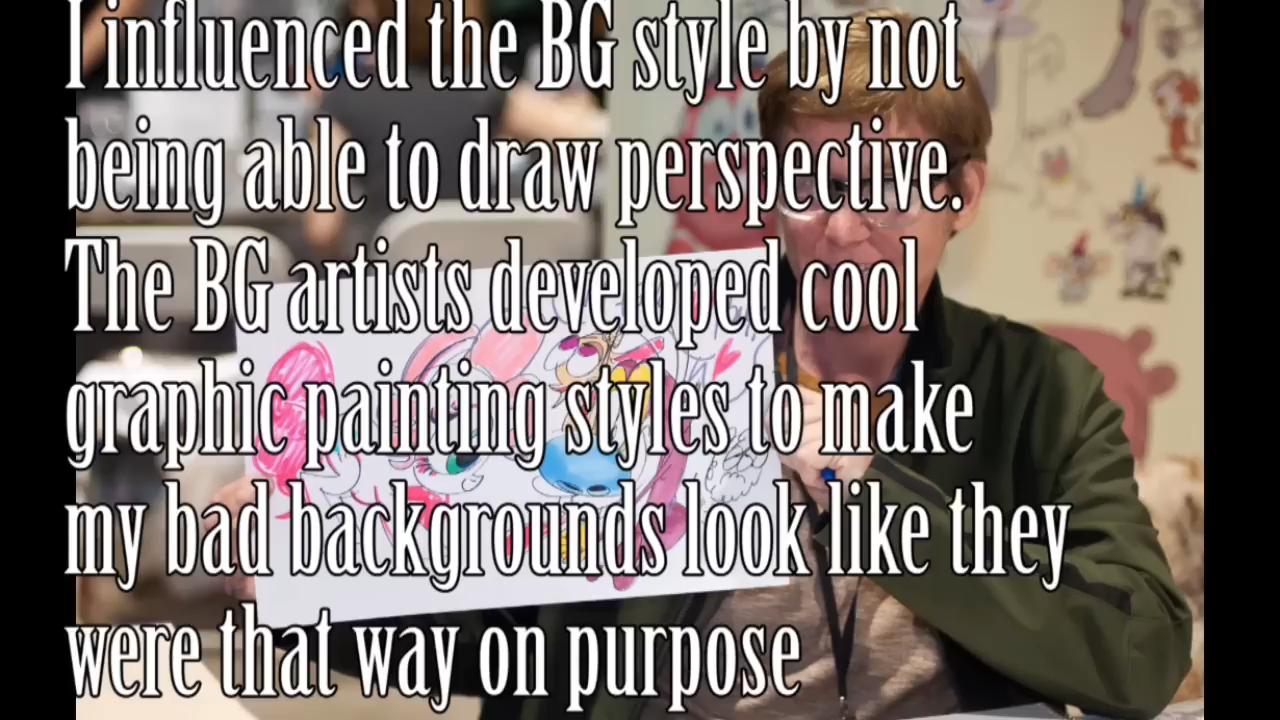 I influenced the BG style by not
being able to draw perspective.
The BG artists developed cool
graphic painting styles to make
my bad backgrounds look like they
were that way on purpose